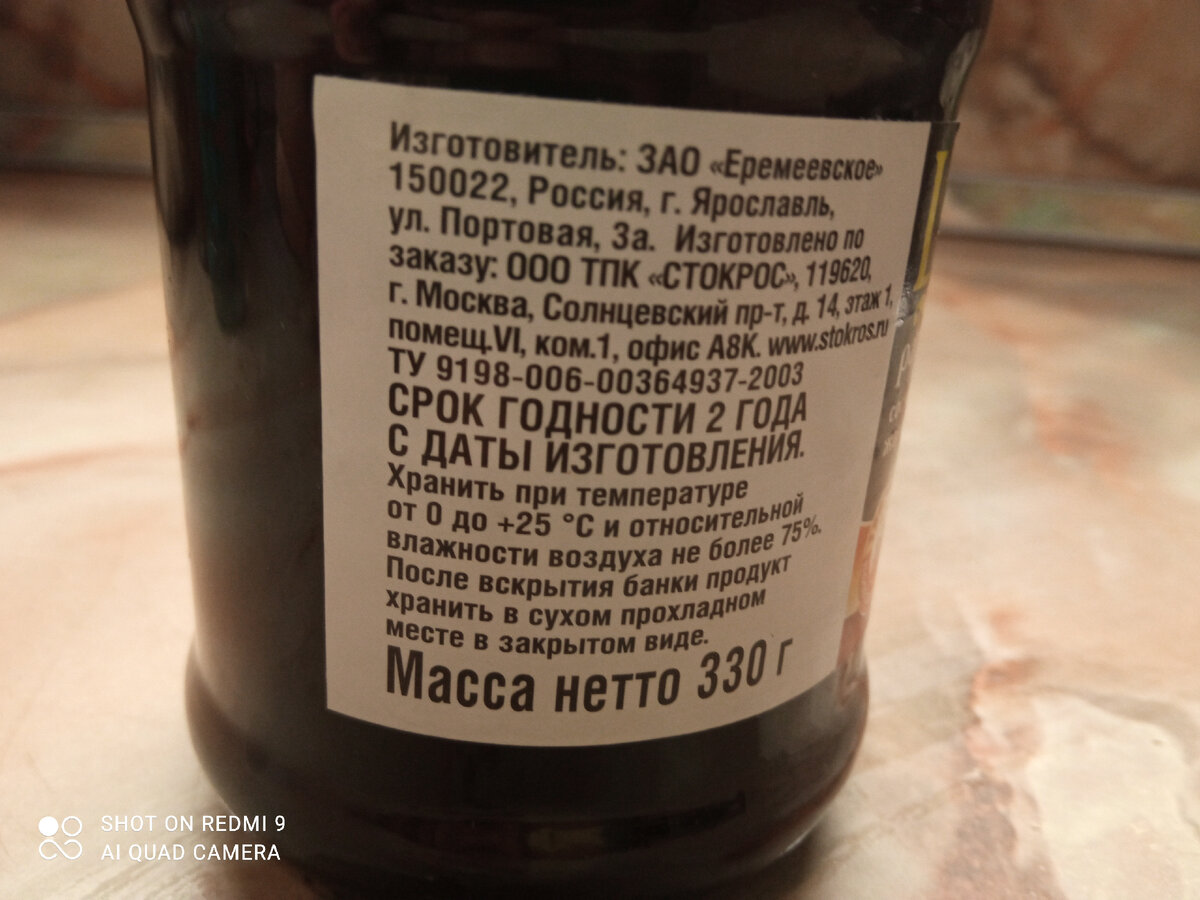 Изготовитель: ЗАО «Еремеевское»
150022, Россия, г. Ярославль,
ул. Портовая, 3а. Изготовлено по
заказу: ООО ТПК «СТОКРОС», 119620,
г. Москва, Солнцевский пр-т, д. 14, этаж 1,
помещ.VI, ком.1, офис А8К. www.stokros.ru
ТУ 9198-006-00364937-2003
СРОК ГОДНОСТИ 2 ГОДА
С ДАТЫ ИЗГОТОВЛЕНИЯ.
Хранить при температуре
от 0 до +25 °С и относительной
влажности воздуха не более 75%.
После вскрытия банки продукт
хранить в сухом прохладном
месте в закрытом виде.
Масса нетто 330 г
SHOT ON REDMI 9
AI QUAD CAMERA